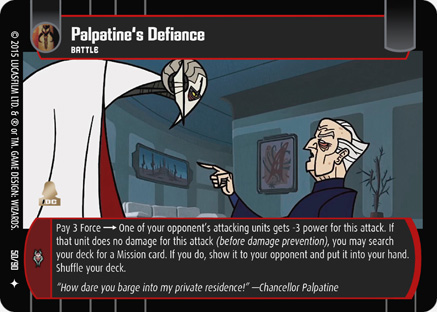 Palpatine's Defiance
BATTLE
Pay 3 Force → One of your opponent's attacking units gets -3 power for this attack. If
that unit does no damage for this attack (before damage prevention), you may search
your deck for a Mission card. If you do, show it to your opponent and put it into your hand.
Shuffle your deck.
"How dare you barge into my private residence!" —Chancellor Palpatine
© 2015 LUCASFILM LTD. & ® or TM. GAME DESIGN: WIZARDS.
50/90
IDC